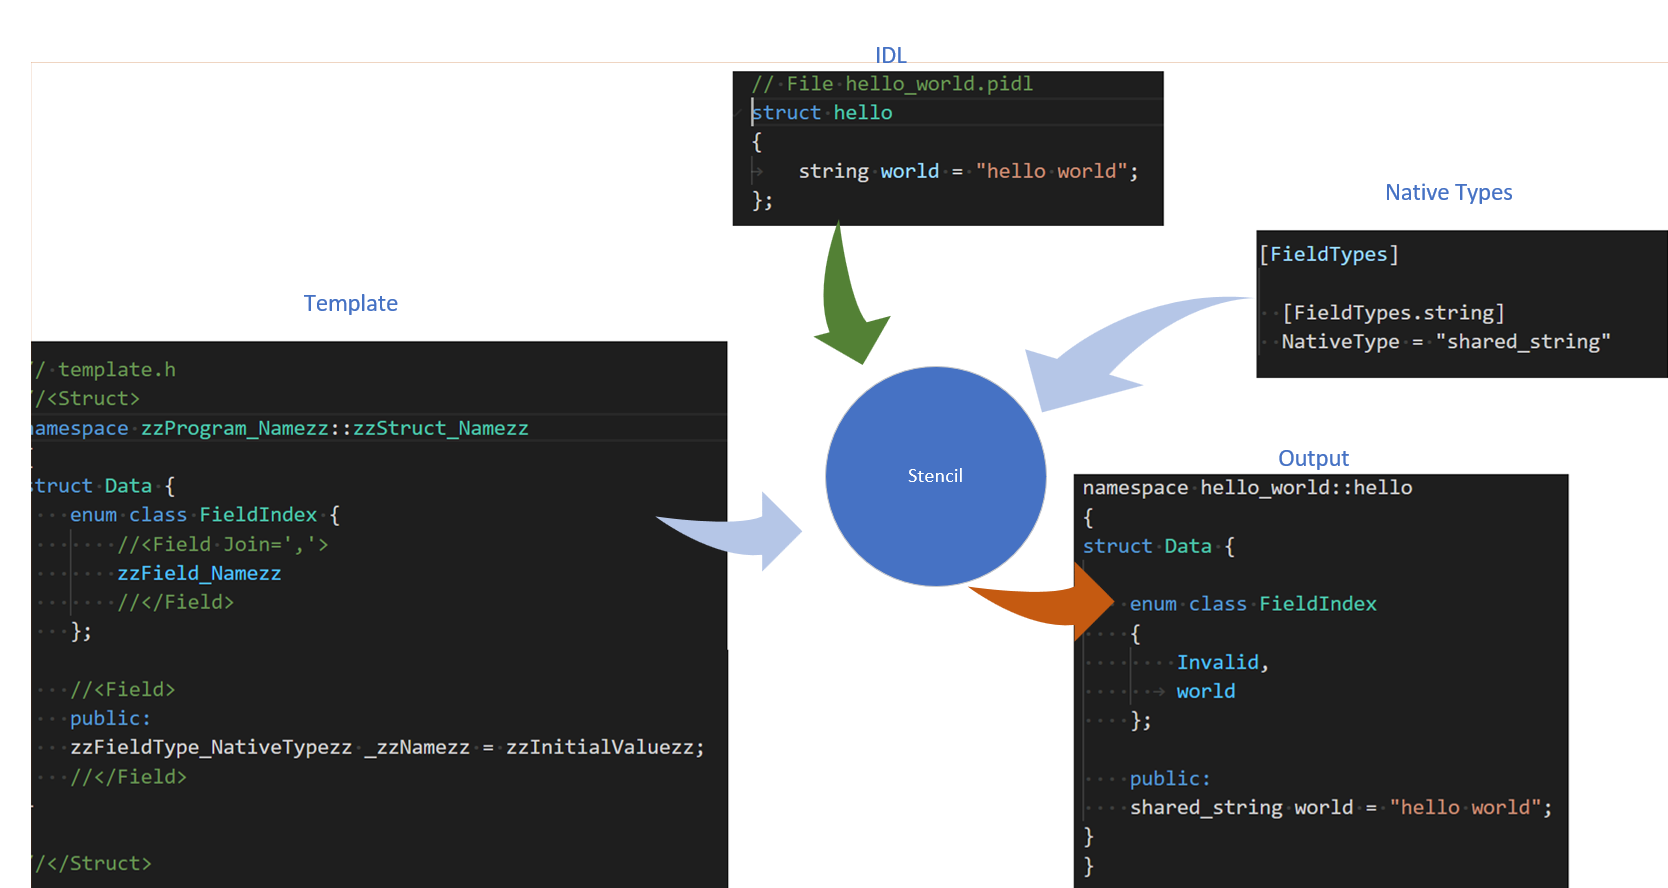 IDL
// File hello_world.pidl
struct hello
{
string world = "hello world";
};
Native Types
[FieldTypes]
[FieldTypes.string]
NativeType = "shared_string"
Template
/ template.h
/<Struct>
amespace zzProgram_Namezz::zzStruct_Namezz
truct Data {
enum class FieldIndex {
//<Field Join=','>
zzField_Namezz
//</Field>
};
//<Field>
public:
zzFieldType_NativeTypezz _zzNamezz = zzInitialValuezz;
//</Field>
/</Struct>
Stencil
Output
namespace hello_world::hello
{
struct Data {
enum class FieldIndex
{
Invalid,
world
};
public:
shared_string world = "hello world";
}
}